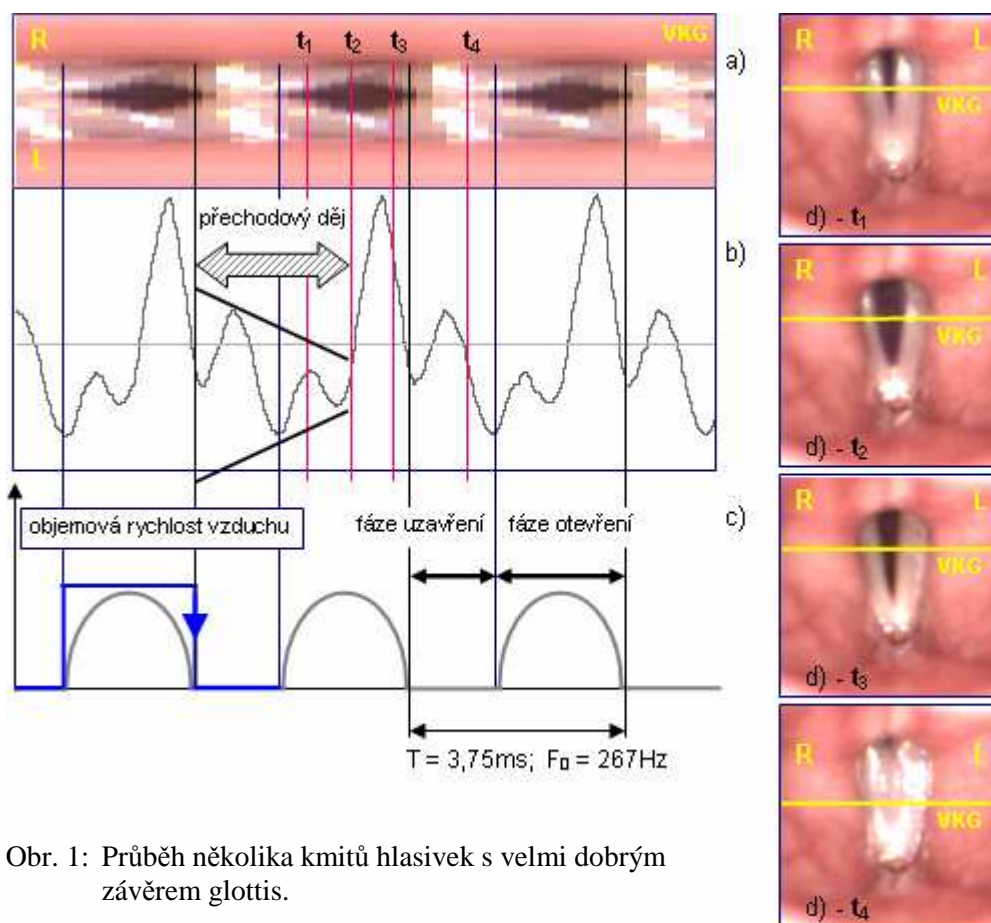 R t1 t2 t3 t4 VKG
L
a)
přechodový děj
b)
objemová rychlost vzduchu
fáze uzavření fáze otevření
c)
T = 3,75ms; F0 = 267Hz
R L
VKG
d) - t1
R L
VKG
d) - t2
R L
VKG
d) - t3
R L
VKG
d) - t4
Obr. 1: Průběh několika kmitů hlasivek s velmi dobrým
závěrem glottis.